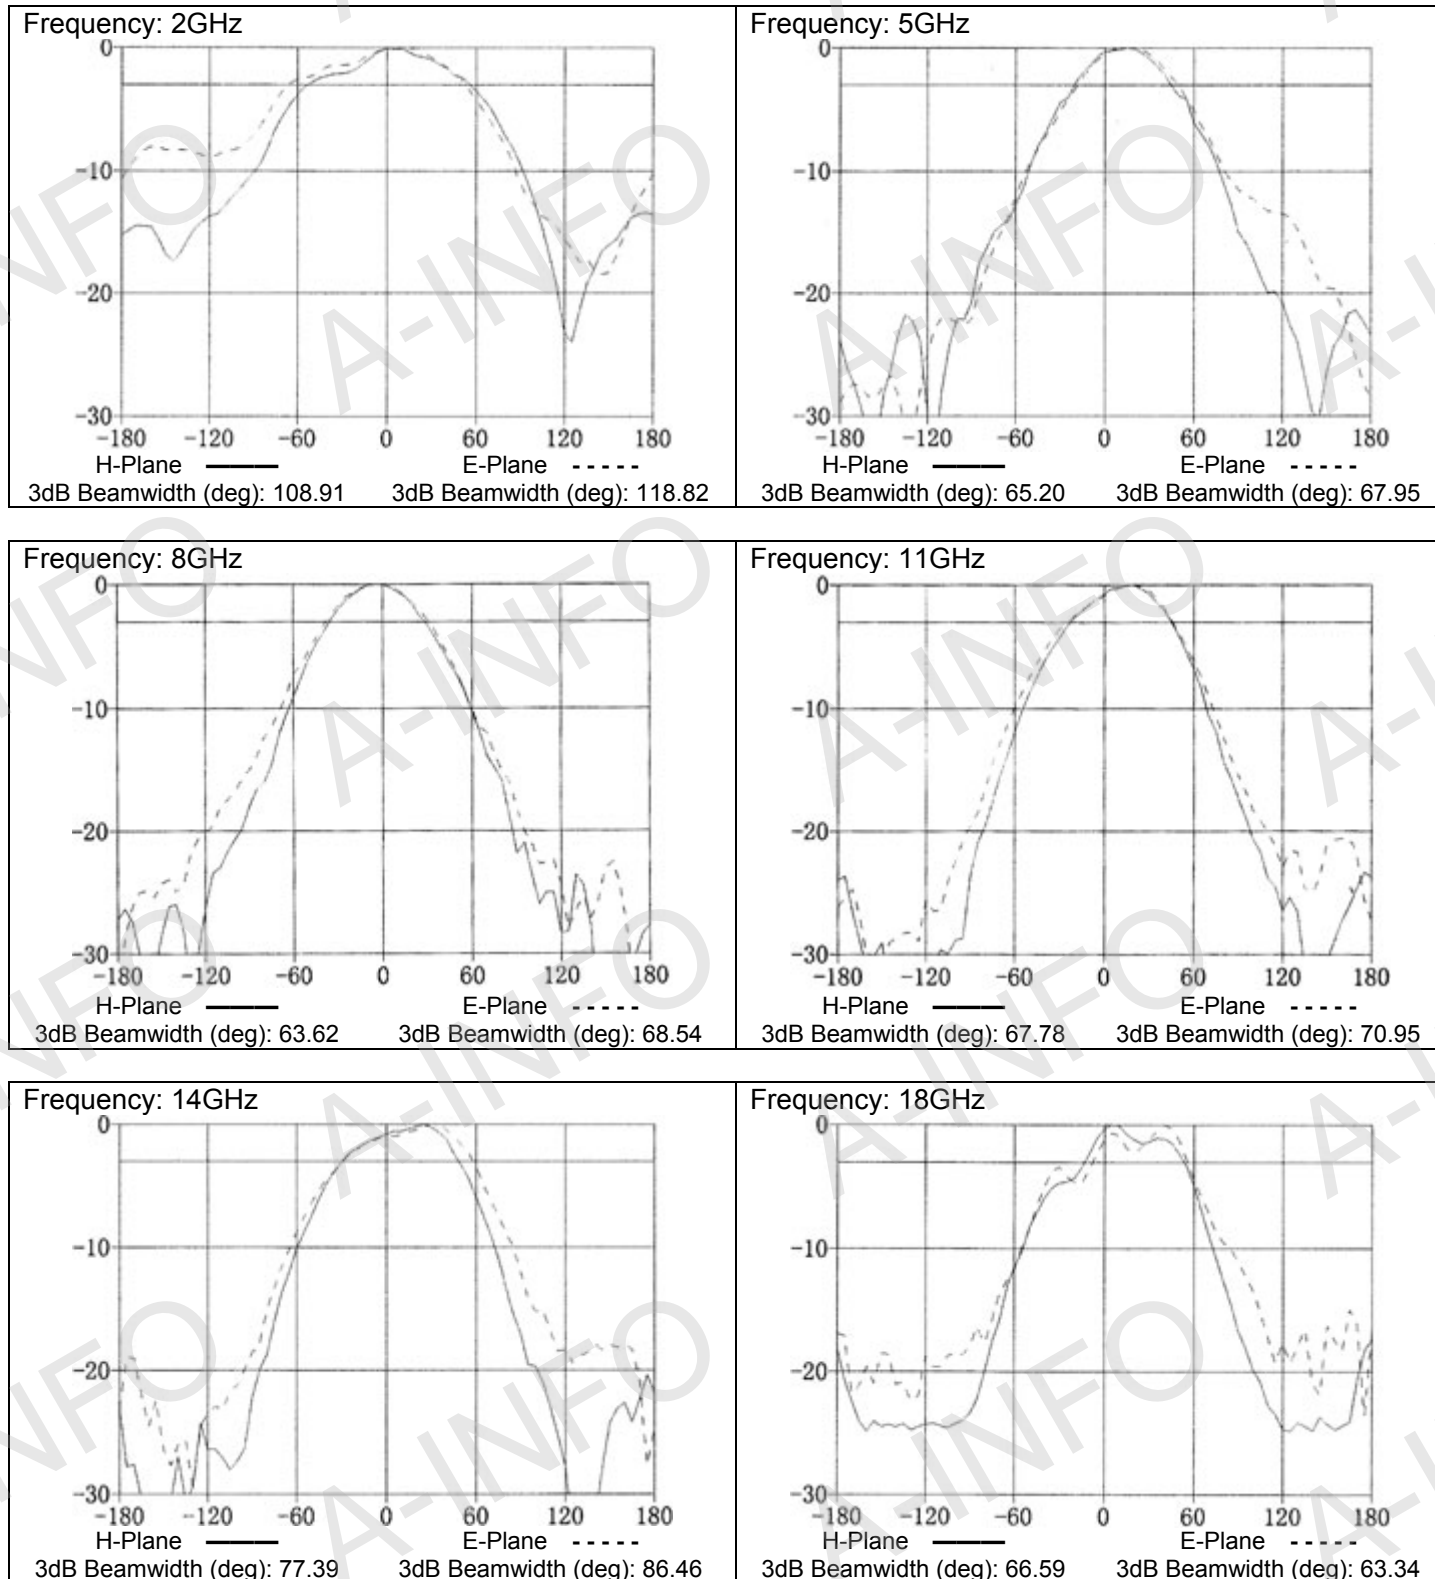 Frequency: 2GHz
0
-10
-20
-30
-180 -120 -60 0 60 120 180
H-Plane E-Plane
3dB Beamwidth (deg): 108.91 3dB Beamwidth (deg): 118.82
Frequency: 5GHz
0
-10
-20
-30
-180 -120 -60 0 60 120 180
H-Plane E-Plane
3dB Beamwidth (deg): 65.20 3dB Beamwidth (deg): 67.95
Frequency: 8GHz
0
-10
-20
-30
-180 -120 -60 0 60 120 180
H-Plane E-Plane
3dB Beamwidth (deg): 63.62 3dB Beamwidth (deg): 68.54
Frequency: 11GHz
0
-10
-20
-30
-180 -120 -60 0 60 120 180
H-Plane E-Plane
3dB Beamwidth (deg): 67.78 3dB Beamwidth (deg): 70.95
Frequency: 14GHz
0
-10
-20
-30
-180 -120 -60 0 60 120 180
H-Plane E-Plane
3dB Beamwidth (deg): 77.39 3dB Beamwidth (deg): 86.46
Frequency: 18GHz
0
-10
-20
-30
-180 -120 -60 0 60 120 180
H-Plane E-Plane
3dB Beamwidth (deg): 66.59 3dB Beamwidth (deg): 63.34
A-INFO
A-INFO
A-INFO
A-INFO
A-INFO
A-INFO